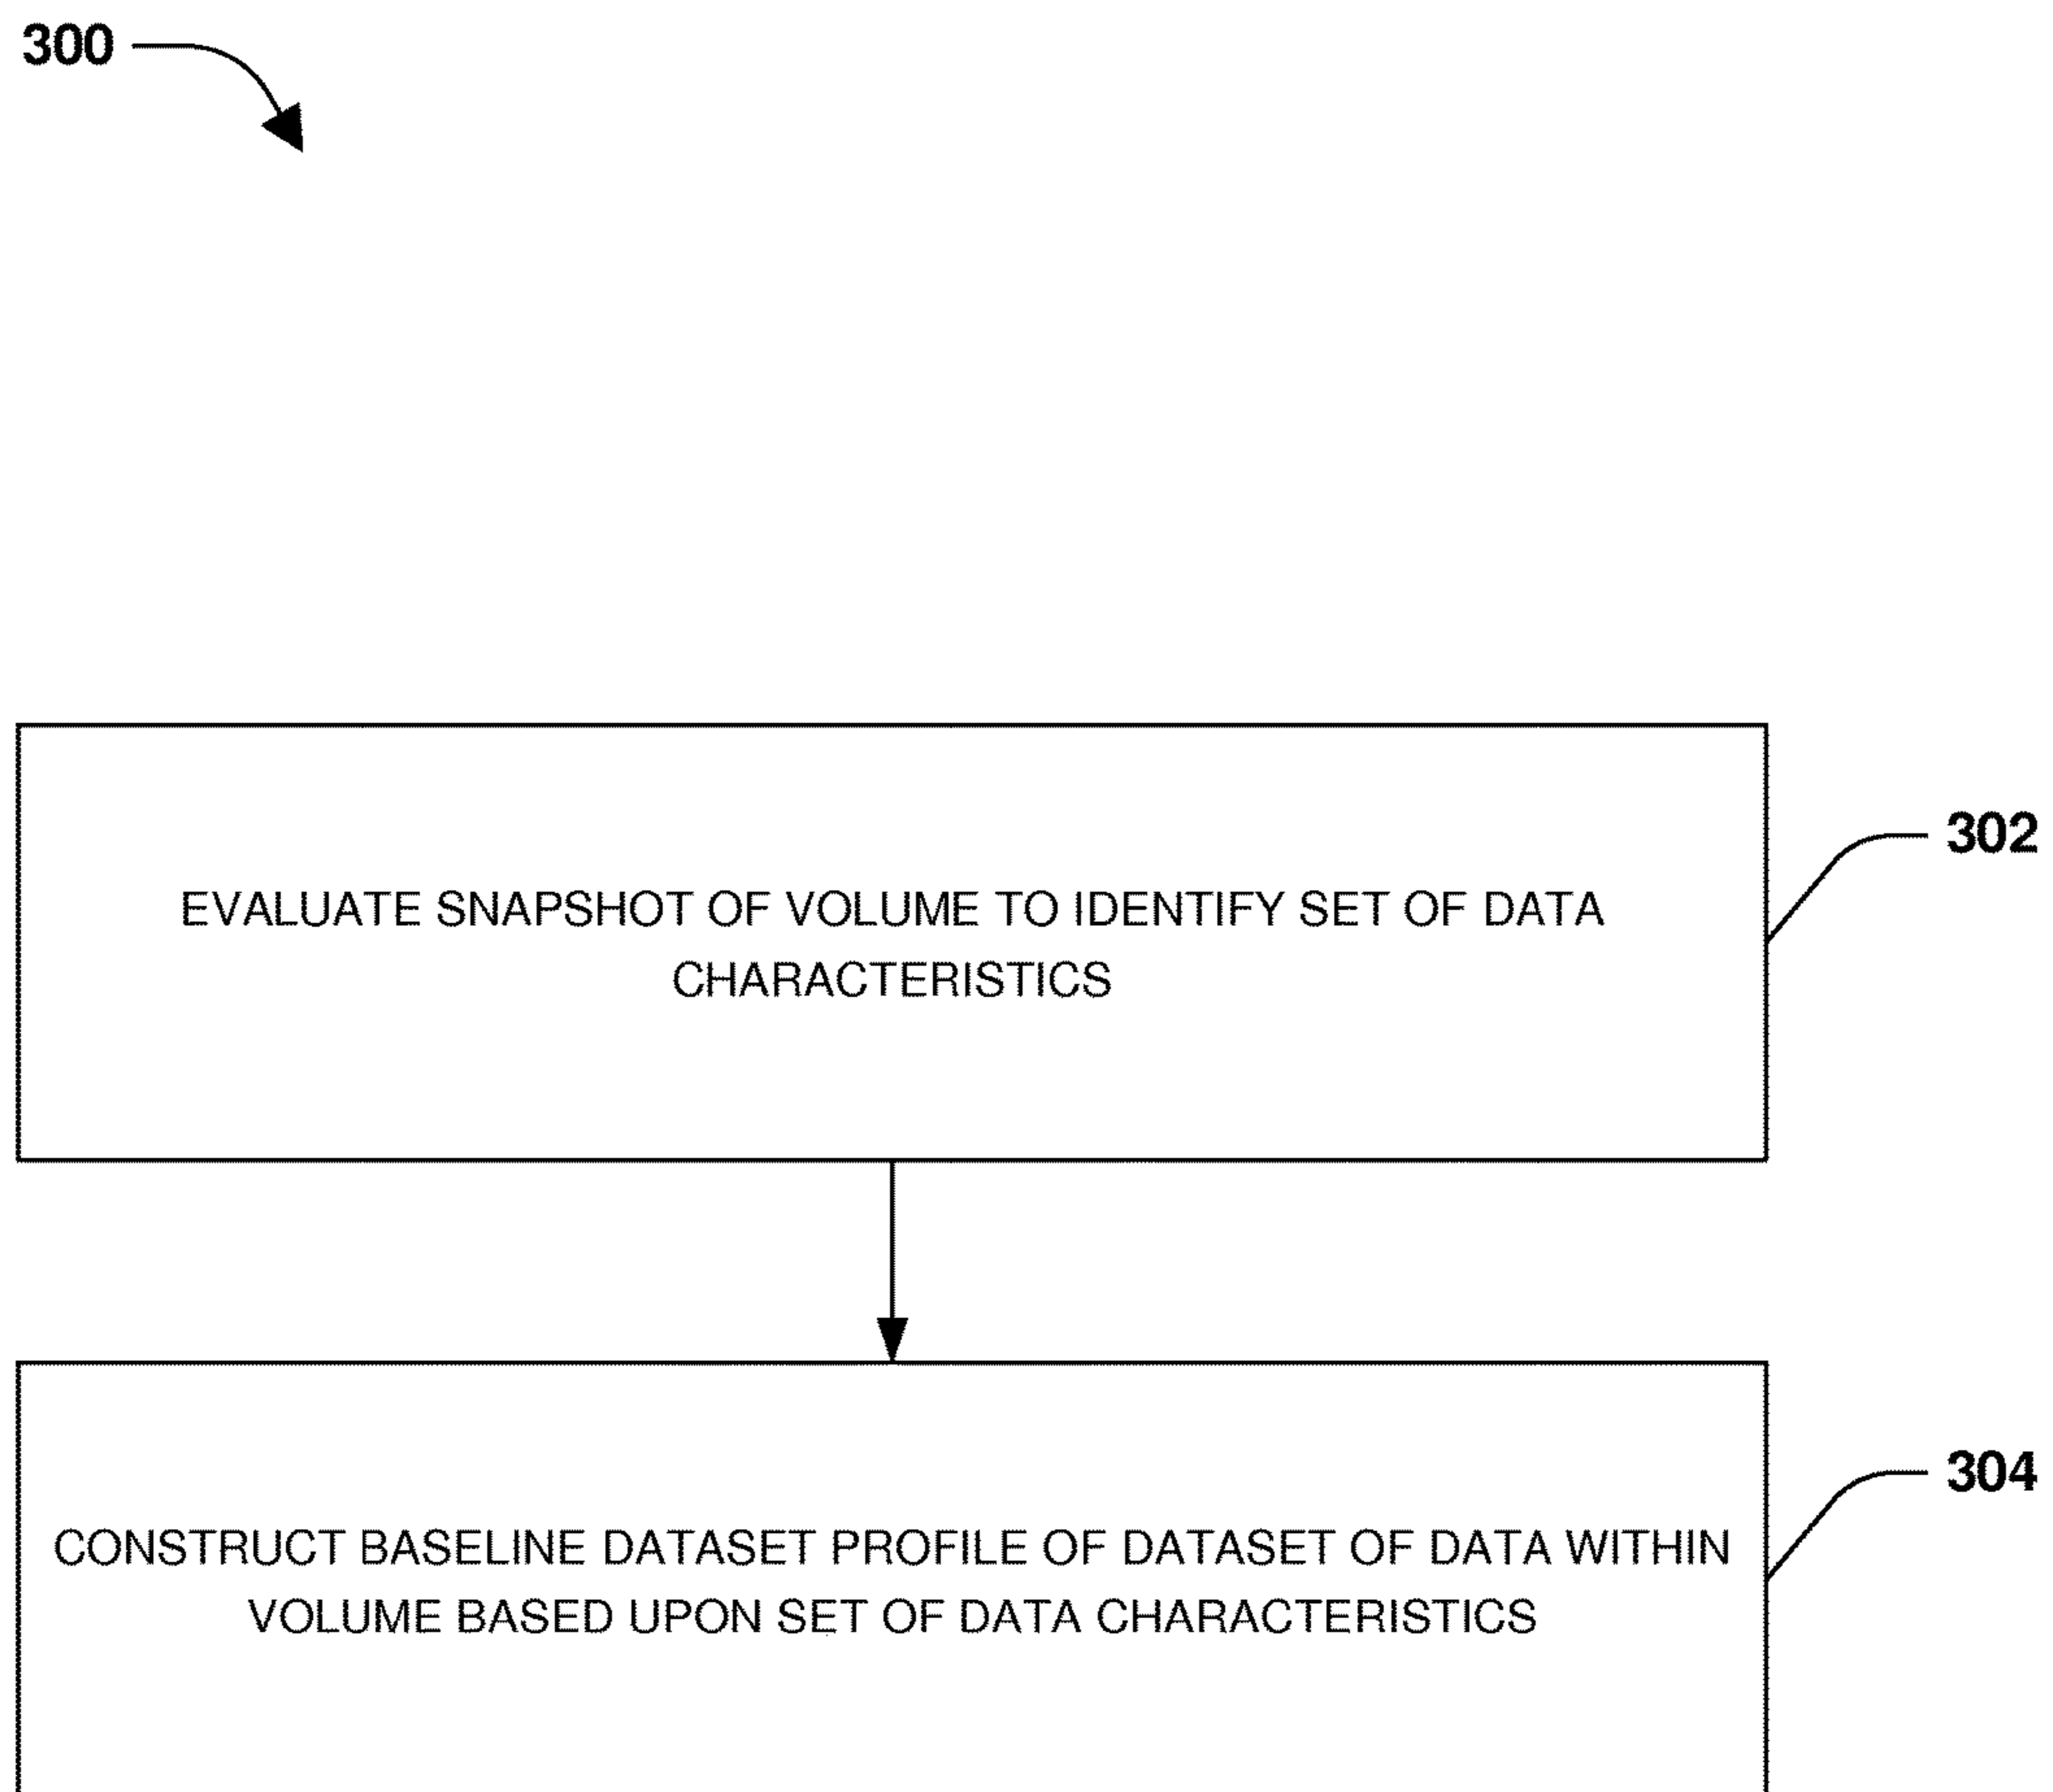 300
EVALUATE SNAPSHOT OF VOLUME TO IDENTIFY SET OF DATA
CHARACTERISTICS
302
CONSTRUCT BASELINE DATASET PROFILE OF DATASET OF DATA WITHIN
VOLUME BASED UPON SET OF DATA CHARACTERISTICS
304